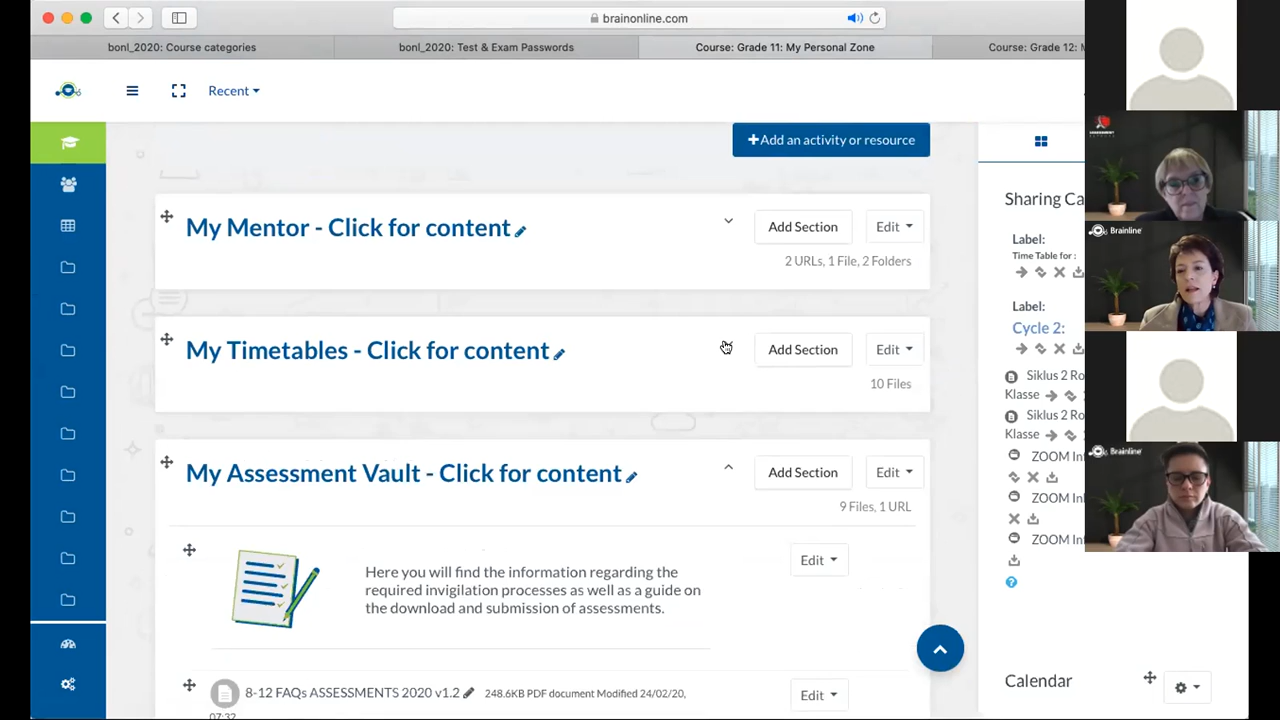 brainonline.com
bonl_2020: Course categories
bonl_2020: Test & Exam Passwords
Course: Grade 11: My Personal Zone
Course: Grade 12:
Recent
Add an activity or resource
My Mentor - Click for content
Add Section
Edit
2 URLs, 1 File, 2 Folders
My Timetables - Click for content
Add Section
Edit
10 Files
My Assessment Vault - Click for content
Add Section
Edit
9 Files, 1 URL
Here you will find the information regarding the
required invigilation processes as well as a guide on
the download and submission of assessments.
Edit
8-12 FAQs ASSESSMENTS 2020 v1.2
248.6KB PDF document Modified 24/02/20,
07:32
Edit
Sharing Ca
Label:
Time Table for :
Label:
Cycle 2:
Siklus 2 Ro
Klasse
Siklus 2 Ro
Klasse
ZOOM In
ZOOM In
ZOOM In
Calendar
Brainline
Brainline